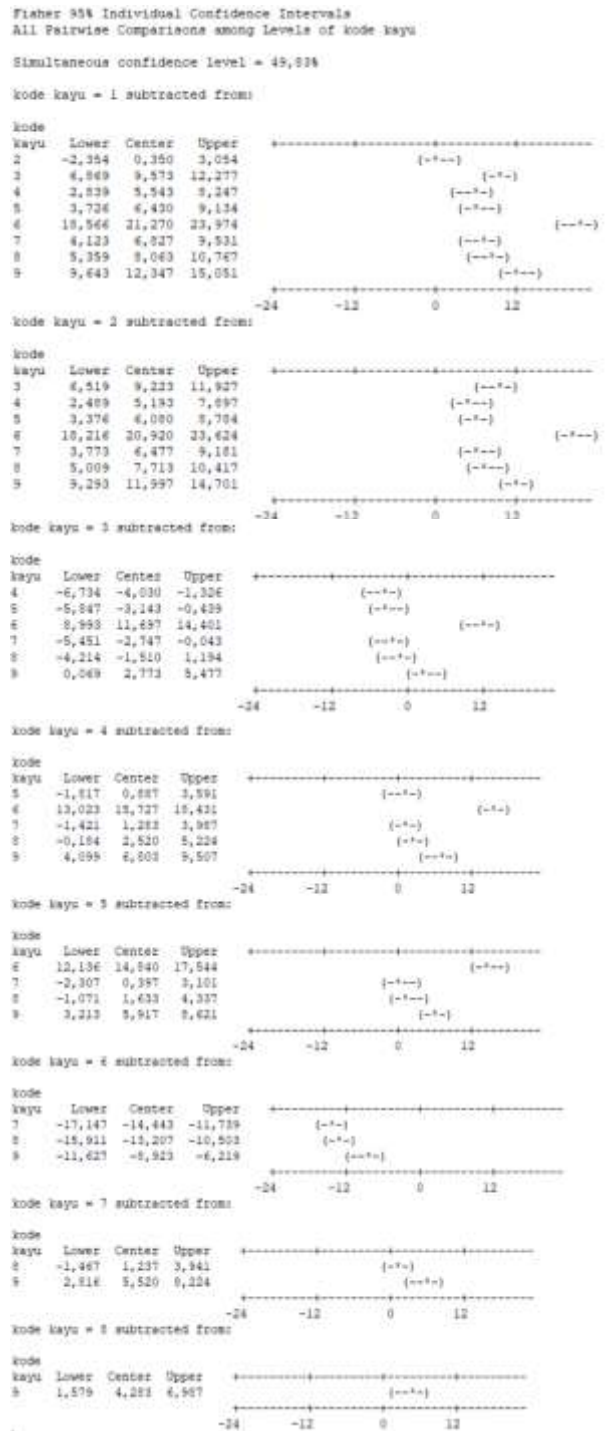 Fisher 95% Individual Confidence Intervals
All Pairwise Comparisons among Levels of kode kayu
Simultaneous confidence level = 49,83%
kode kayu = 1 subtracted from:
kode
kayu Lower Center Upper +---------+---------+---------+---------
2 -2,354 0,350 3,054 (-*--)
3 6,869 9,573 12,277 (--*-)
4 2,839 5,543 8,247 (--*-)
5 3,726 6,430 9,134 (-*--)
6 18,566 21,270 23,974 (--*-)
7 4,123 6,827 9,531 (--*-)
8 5,359 8,063 10,767 (--*-)
9 9,643 12,347 15,051 (-*--)
+---------+---------+---------+---------
-24 -12 0 12
kode kayu = 2 subtracted from:
kode
kayu Lower Center Upper +---------+---------+---------+---------
3 6,519 9,223 11,927 (--*-)
4 2,489 5,193 7,897 (-*--)
5 3,376 6,080 8,784 (-*-)
6 18,216 20,920 23,624 (-*--)
7 3,773 6,477 9,181 (--*-)
8 5,009 7,713 10,417 (-*--)
9 9,293 11,997 14,701 (-*-)
+---------+---------+---------+---------
-24 -12 0 12
kode kayu = 3 subtracted from:
kode
kayu Lower Center Upper +---------+---------+---------+---------
4 -6,734 -4,030 -1,326 (--*-)
5 -5,847 -3,143 -0,439 (-*--)
6 8,993 11,697 14,401 (--*-)
7 -5,451 -2,747 -0,043 (--*-)
8 -4,214 -1,510 1,194 (--*-)
9 0,069 2,773 5,477 (-*--)
+---------+---------+---------+---------
-24 -12 0 12
kode kayu = 4 subtracted from:
kode
kayu Lower Center Upper +---------+---------+---------+---------
5 -1,817 0,887 3,591 (--*-)
6 13,023 15,727 18,431 (-*-)
7 -1,421 1,283 3,987 (-*-)
8 -0,184 2,520 5,224 (-*-)
9 4,099 6,803 9,507 (--*-)
+---------+---------+---------+---------
-24 -12 0 12
kode kayu = 5 subtracted from:
kode
kayu Lower Center Upper +---------+---------+---------+---------
6 12,136 14,840 17,544 (-*--)
7 -2,307 0,397 3,101 (-*--)
8 -1,071 1,633 4,337 (-*--)
9 3,213 5,917 8,621 (-*-)
+---------+---------+---------+---------
-24 -12 0 12
kode kayu = 6 subtracted from:
kode
kayu Lower Center Upper +---------+---------+---------+---------
7 -17,147 -14,443 -11,739 (-*-)
8 -15,911 -13,207 -10,503 (-*-)
9 -11,627 -8,923 -6,219 (--*-)
+---------+---------+---------+---------
-24 -12 0 12
kode kayu = 7 subtracted from:
kode
kayu Lower Center Upper +---------+---------+---------+---------
8 -1,467 1,237 3,941 (-*-)
9 2,816 5,520 8,224 (--*-)
+---------+---------+---------+---------
-24 -12 0 12
kode kayu = 8 subtracted from:
kode
kayu Lower Center Upper +---------+---------+---------+---------
9 1,579 4,283 6,987 (--*-)
+---------+---------+---------+---------
-24 -12 0 12